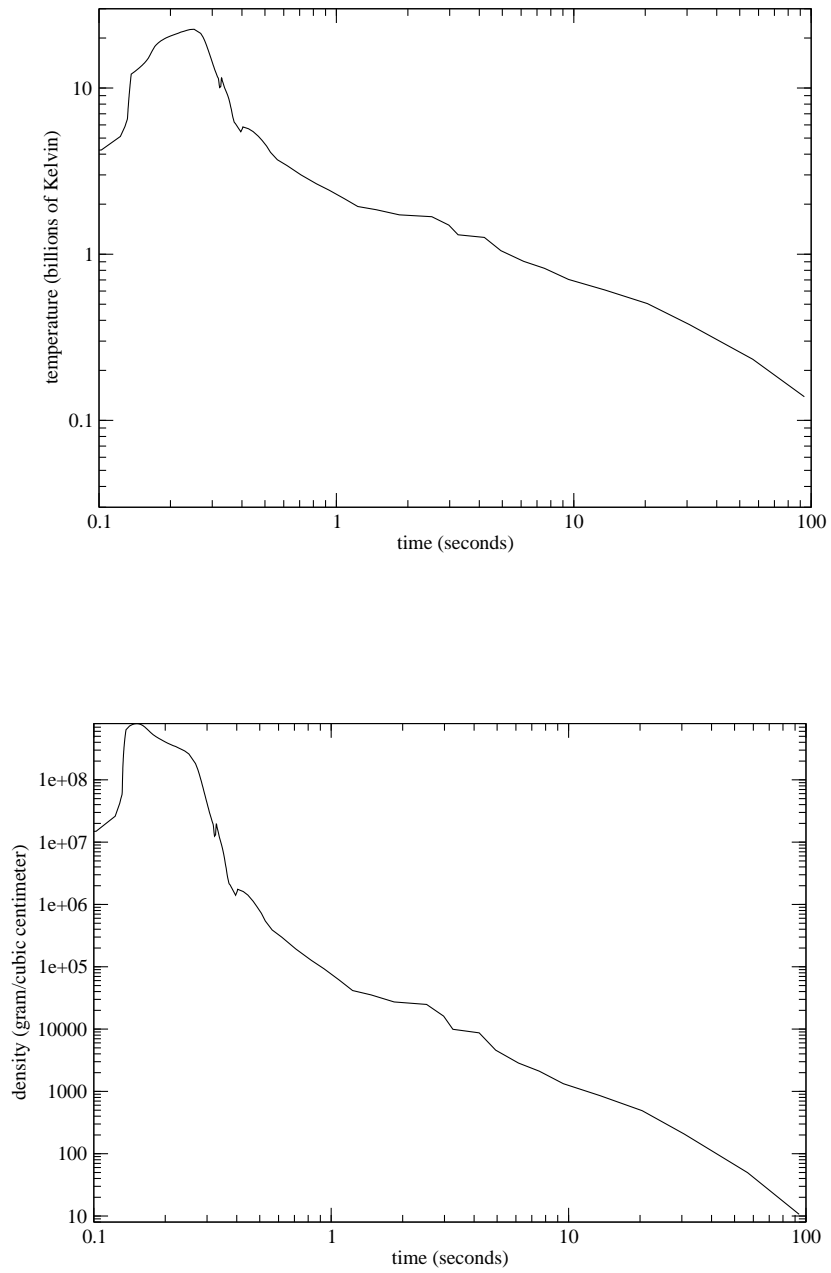 10
1
0.1
temperature (billions of Kelvin)
0.1 1 10 100
time (seconds)
1e+08
1e+07
1e+06
1e+05
10000
1000
100
10
density (gram/cubic centimeter)
0.1 1 10 100
time (seconds)